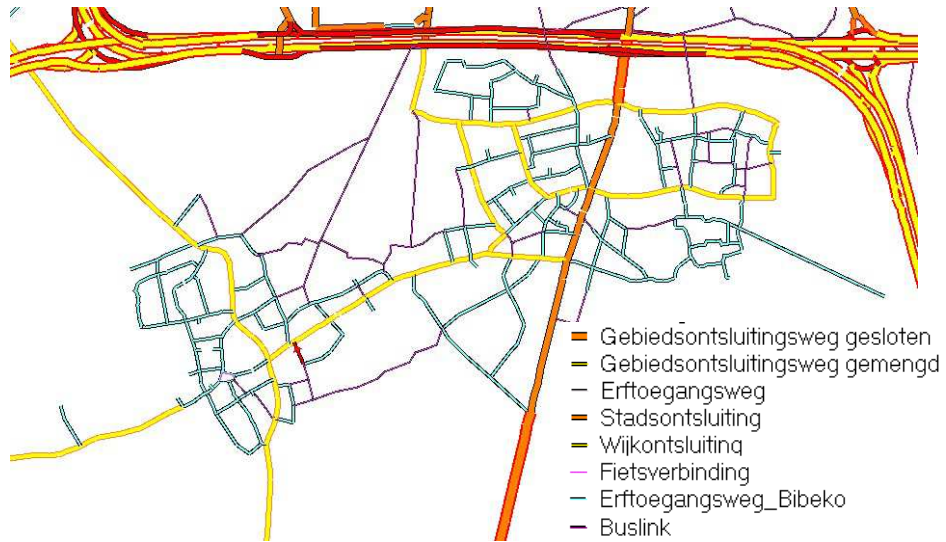 Gebiedsontsluitingsweg gesloten
Gebiedsontsluitingsweg gemengd
Erftoegangsweg
Stadsontsluiting
Wijkontsluiting
Fietsverbinding
Erftoegangsweg_Bibeko
Buslink